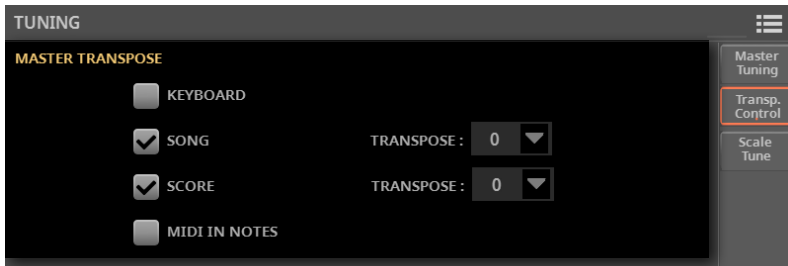 TUNING
MASTER TRANSPOSE
KEYBOARD
SONG TRANSPOSE : 0
SCORE TRANSPOSE : 0
MIDI IN NOTES
Master
Tuning
Transp.
Control
Scale
Tune